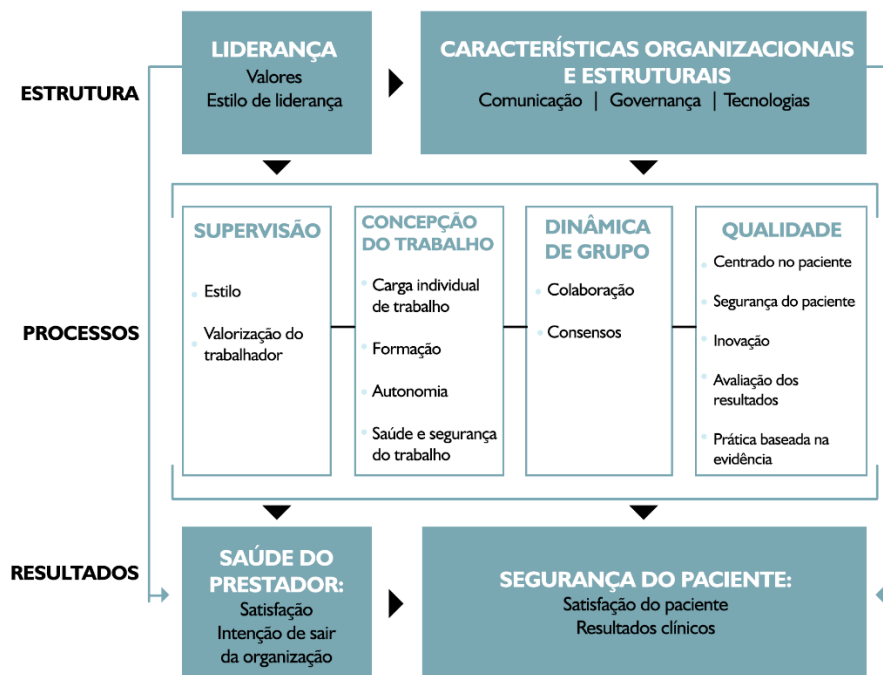 ESTRUTURA
LIDERANÇA
Valores
Estilo de liderança
CARACTERÍSTICAS ORGANIZACIONAIS
E ESTRUTURAIS
Comunicação | Governança | Tecnologias
PROCESSOS
SUPERVISÃO
• Estilo
• Valorização do
trabalhador
CONCEPÇÃO
DO TRABALHO
• Carga individual
de trabalho
• Formação
• Autonomia
• Saúde e segurança
do trabalho
DINÂMICA
DE GRUPO
• Colaboração
• Consensos
QUALIDADE
• Centrado no paciente
• Segurança do paciente
• Inovação
• Avaliação dos
resultados
• Prática baseada na
evidência
RESULTADOS
SAÚDE DO
PRESTADOR:
Satisfação
Intenção de sair
da organização
SEGURANÇA DO PACIENTE:
Satisfação do paciente
Resultados clínicos